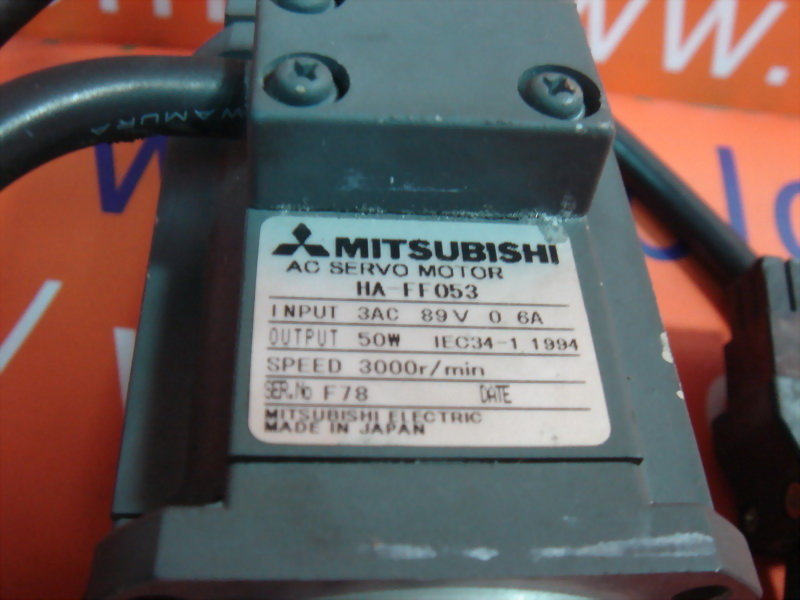 WAMURA
MITSUBISHI
AC SERVO MOTOR
HA-FF053
INPUT 3AC 89V 0.6A
OUTPUT 50W IEC34-1 1994
SPEED 3000r/min
SER.No F78 DATE
MITSUBISHI ELECTRIC
MADE IN JAPAN